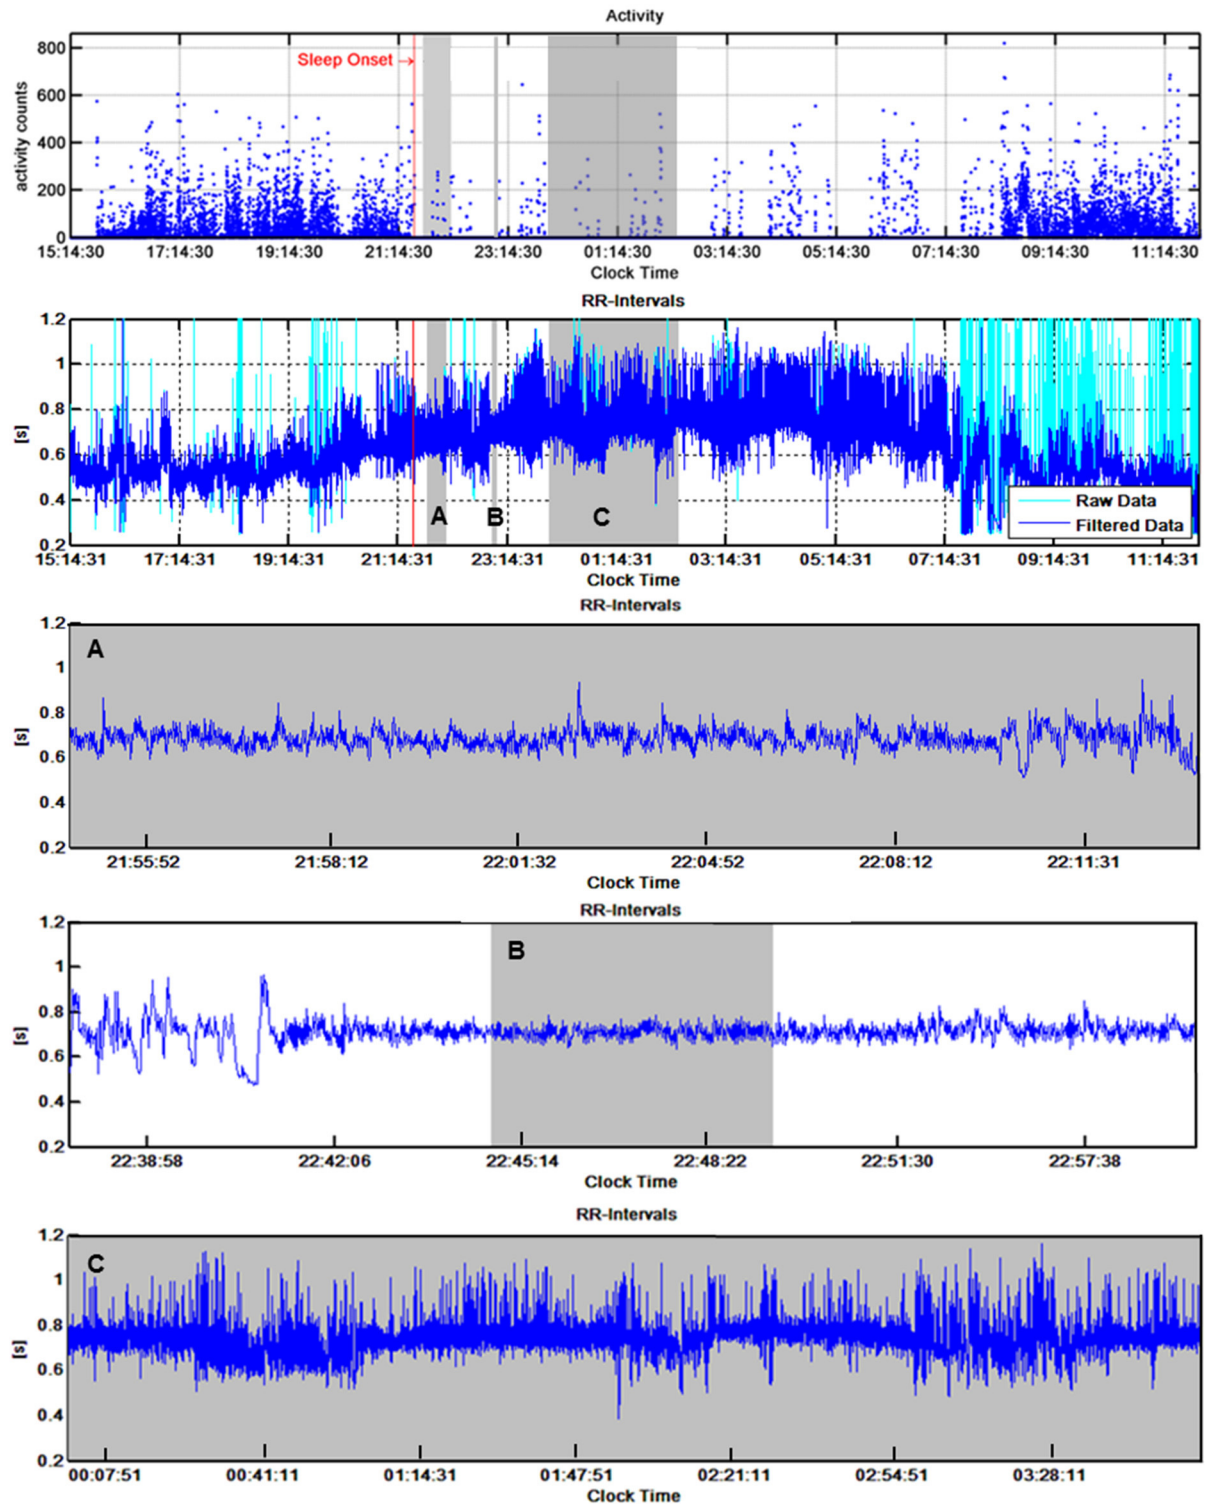 Activity
activity counts
800
600
400
200
0
Sleep Onset
15:14:30 17:14:30 19:14:30 21:14:30 23:14:30 01:14:30 03:14:30 05:14:30 07:14:30 09:14:30 11:14:30
Clock Time
RR-Intervals
[s]
1.2
1
0.8
0.6
0.4
0.2
A B C
Raw Data
Filtered Data
15:14:31 17:14:31 19:14:31 21:14:31 23:14:31 01:14:31 03:14:31 05:14:31 07:14:31 09:14:31 11:14:31
Clock Time
RR-Intervals
[s]
1.2
1
0.8
0.6
0.4
0.2
A
21:55:52 21:58:12 22:01:32 22:04:52 22:08:12 22:11:31
Clock Time
RR-Intervals
[s]
1.2
1
0.8
0.6
0.4
0.2
B
22:38:58 22:42:06 22:45:14 22:48:22 22:51:30 22:57:38
Clock Time
RR-Intervals
[s]
1.2
1
0.8
0.6
0.4
0.2
C
00:07:51 00:41:11 01:14:31 01:47:51 02:21:11 02:54:51 03:28:11
Clock Time